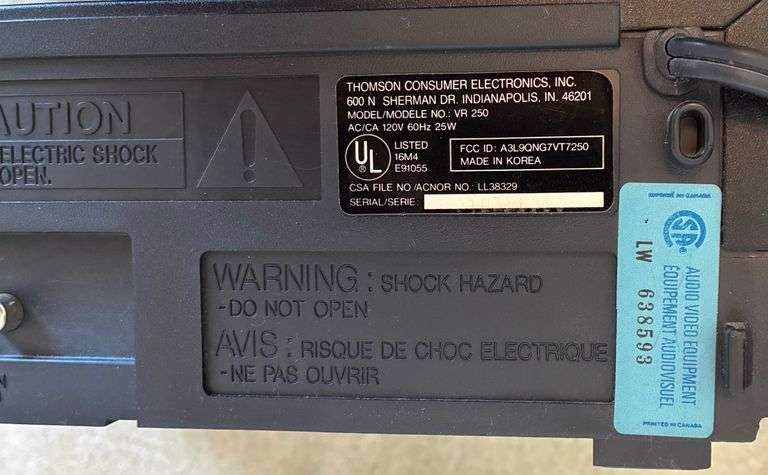 AUTION
ELECTRIC SHOCK
OPEN.
THOMSON CONSUMER ELECTRONICS, INC.
600 N SHERMAN DR. INDIANAPOLIS, IN. 46201
MODEL/MODELE NO.: VR 250
AC/CA 120V 60Hz 25W
UL
LISTED
16M4
E91055
FCC ID: A3L9QNG7VT7250
MADE IN KOREA
CSA FILE NO./ACNOR NO.: LL38329
SERIAL/SERIE:
WARNING : SHOCK HAZARD
-DO NOT OPEN
AVIS : RISQUE DE CHOC ELECTRIQUE
-NE PAS OUVRIR
AUDIO VIDEO EQUIPMENT
EQUIPEMENT AUDIOVISUEL
LW 638593
PRINTED IN CANADA